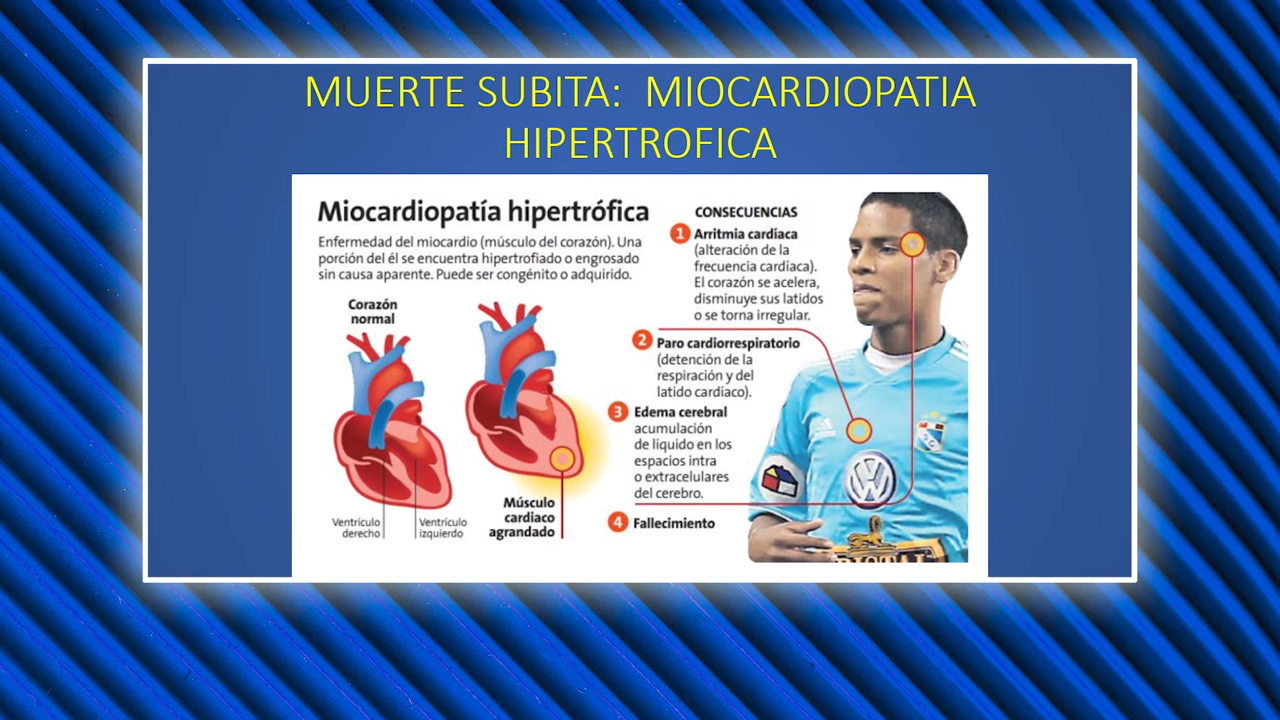 MUERTE SUBITA: MIOCARDIOPATIA
HIPERTROFICA
Miocardiopatía hipertrófica
Enfermedad del miocardio (músculo del corazón). Una
porción del él se encuentra hipertrofiado o engrosado
sin causa aparente. Puede ser congénito o adquirido.
Corazón
normal
Ventrículo
derecho
Ventrículo
izquierdo
Músculo
cardiaco
agrandado
CONSECUENCIAS
1 Arritmia cardíaca
(alteración de la
frecuencia cardíaca).
El corazón se acelera,
disminuye sus latidos
o se torna irregular.
2 Paro cardiorrespiratorio
(detención de la
respiración y del
latido cardíaco).
3 Edema cerebral
acumulación
de líquido en los
espacios intra
o extracelulares
del cerebro.
4 Fallecimiento
adidas